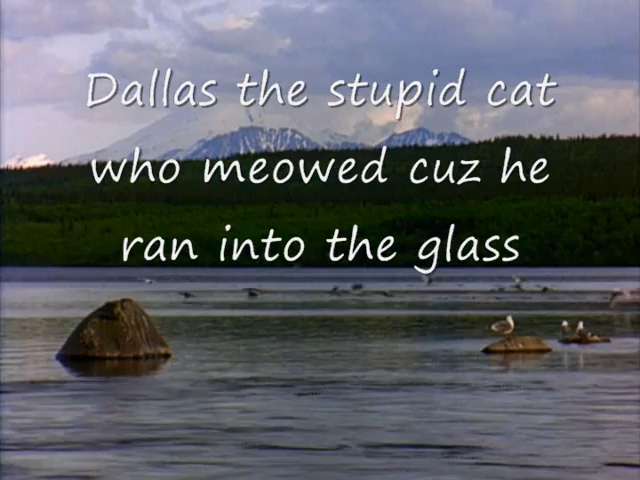 Dallas the stupid cat
who meowed cuz he
ran into the glass